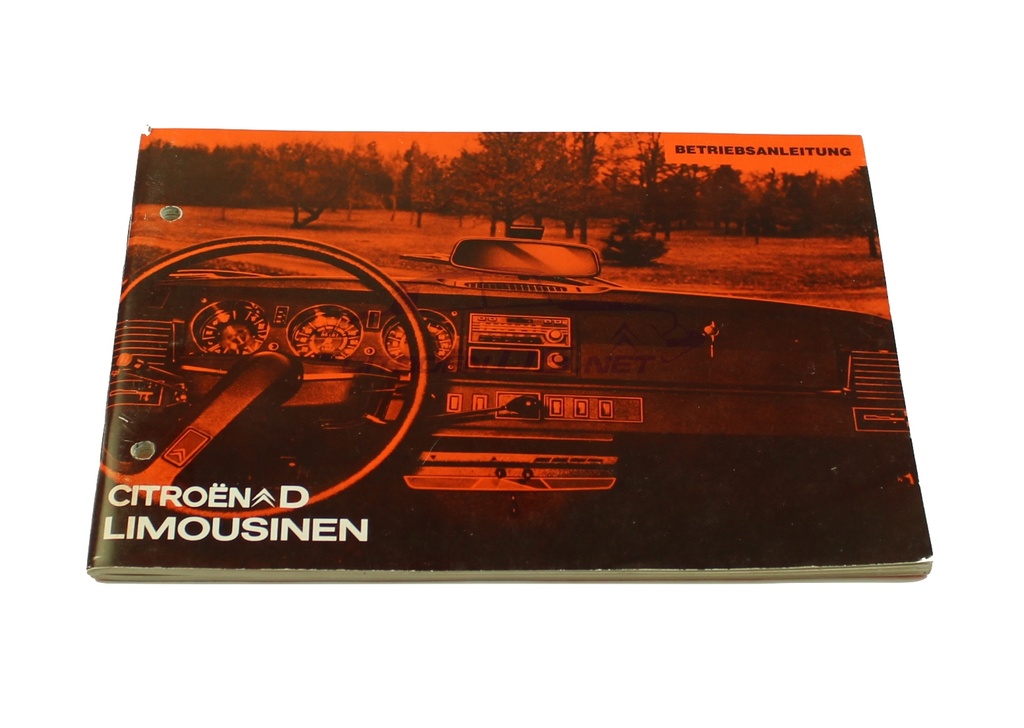 BETRIEBSANLEITUNG
CITROËN D
LIMOUSINEN